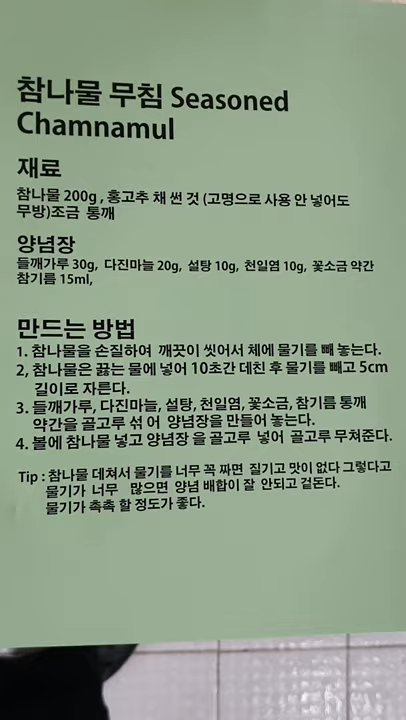 참나물 무침 Seasoned
Chamnamul
재료
참나물 200g , 홍고추 채 썬 것 (고명으로 사용 안 넣어도
무방)조금 통깨
양념장
들깨가루 30g, 다진마늘 20g, 설탕 10g, 천일염 10g, 꽃소금 약간
참기름 15ml,
만드는 방법
1. 참나물을 손질하여 깨끗이 씻어서 체에 물기를 빼 놓는다.
2, 참나물은 끓는 물에 넣어 10초간 데친 후 물기를 빼고 5cm
길이로 자른다.
3. 들깨가루, 다진마늘, 설탕, 천일염, 꽃소금, 참기름 통깨
약간을 골고루 섞 어 양념장을 만들어 놓는다.
4. 볼에 참나물 넣고 양념장 을 골고루 넣어 골고루 무쳐준다.
Tip : 참나물 데쳐서 물기를 너무 꼭 짜면 질기고 맛이 없다 그렇다고
물기가 너무 많으면 양념 배합이 잘 안되고 겉돈다.
물기가 촉촉 할 정도가 좋다.